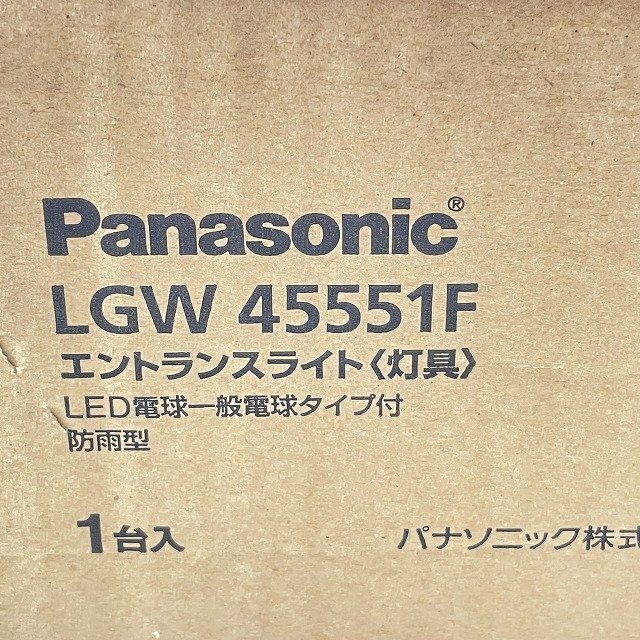 Panasonic®
LGW 45551F
エントランスライト〈灯具〉
LED電球一般電球タイプ付
防雨型
1台入 パナソニック株式